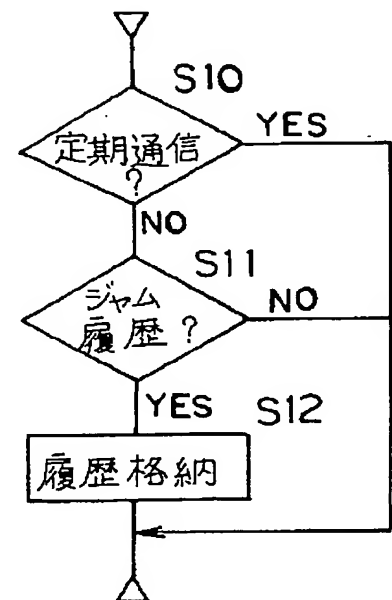 S10
定期通信
?
YES
NO
S11
ジャム
履歴?
NO
YES
S12
履歴格納